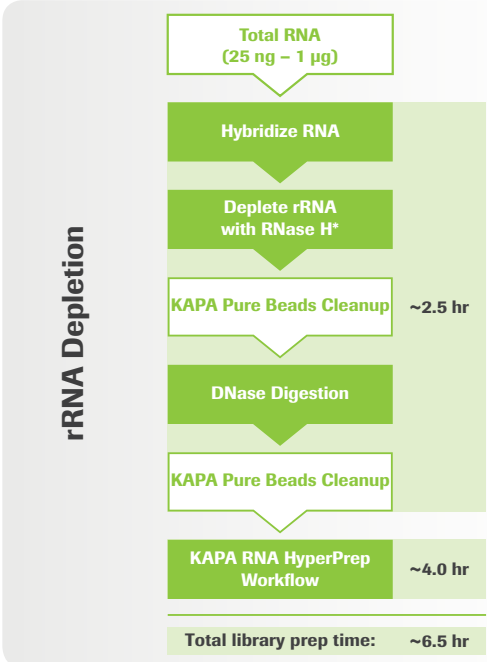 Total RNA
(25 ng – 1 µg)
Hybridize RNA
Deplete rRNA
with RNase H*
KAPA Pure Beads Cleanup
~2.5 hr
DNase Digestion
KAPA Pure Beads Cleanup
KAPA RNA HyperPrep
Workflow
~4.0 hr
Total library prep time: ~6.5 hr
rRNA Depletion